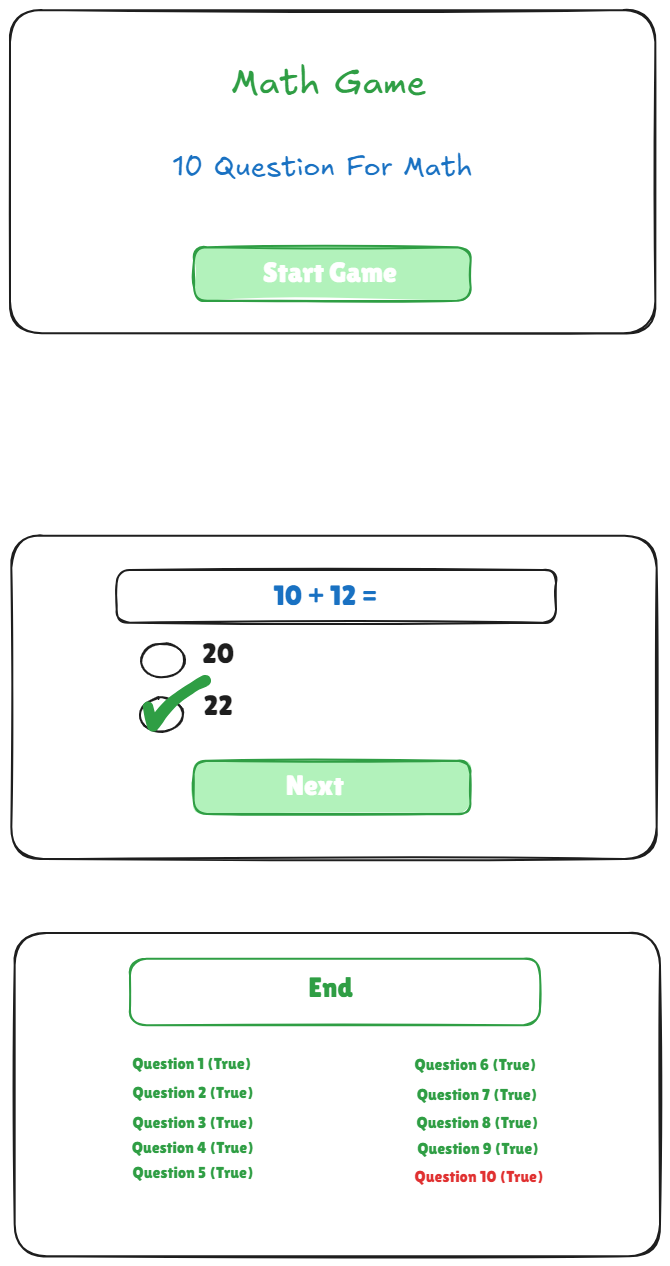 Math Game
10 Question For Math
Start Game
10 + 12 =
20
22
Next
End
Question 1 (True)
Question 2 (True)
Question 3 (True)
Question 4 (True)
Question 5 (True)
Question 6 (True)
Question 7 (True)
Question 8 (True)
Question 9 (True)
Question 10 (True)